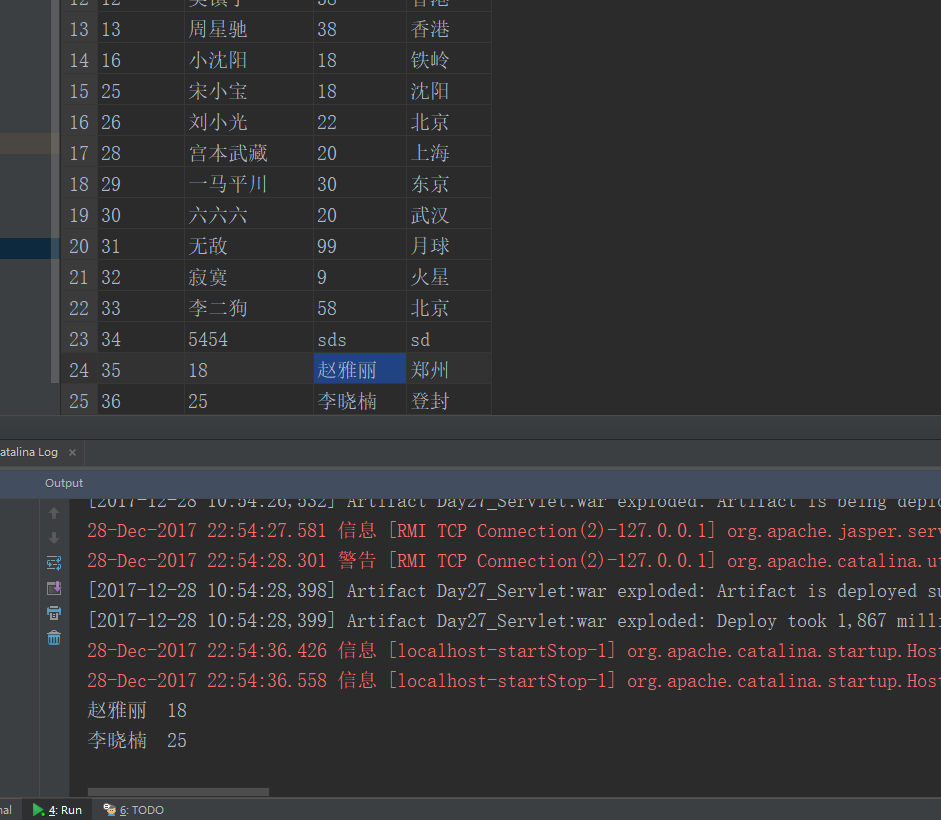 12 12 38 香港
13 13 周星驰 38 香港
14 16 小沈阳 18 铁岭
15 25 宋小宝 18 沈阳
16 26 刘小光 22 北京
17 28 宫本武藏 20 上海
18 29 一马平川 30 东京
19 30 六六六 20 武汉
20 31 无敌 99 月球
21 32 寂寞 9 火星
22 33 李二狗 58 北京
23 34 5454 sds sd
24 35 18 赵雅丽 郑州
25 36 25 李晓楠 登封
atalina Log ×
Output
[2017-12-28 10:54:26,532] Artifact Day27_Servlet:war exploded: Artifact is being deplo
28-Dec-2017 22:54:27.581 信息 [RMI TCP Connection(2)-127.0.0.1] org.apache.jasper.serv
28-Dec-2017 22:54:28.301 警告 [RMI TCP Connection(2)-127.0.0.1] org.apache.catalina.ut
[2017-12-28 10:54:28,398] Artifact Day27_Servlet:war exploded: Artifact is deployed su
[2017-12-28 10:54:28,399] Artifact Day27_Servlet:war exploded: Deploy took 1,867 milli
28-Dec-2017 22:54:36.426 信息 [localhost-startStop-1] org.apache.catalina.startup.Host
28-Dec-2017 22:54:36.558 信息 [localhost-startStop-1] org.apache.catalina.startup.Host
赵雅丽 18
李晓楠 25
nal 4: Run 6: TODO